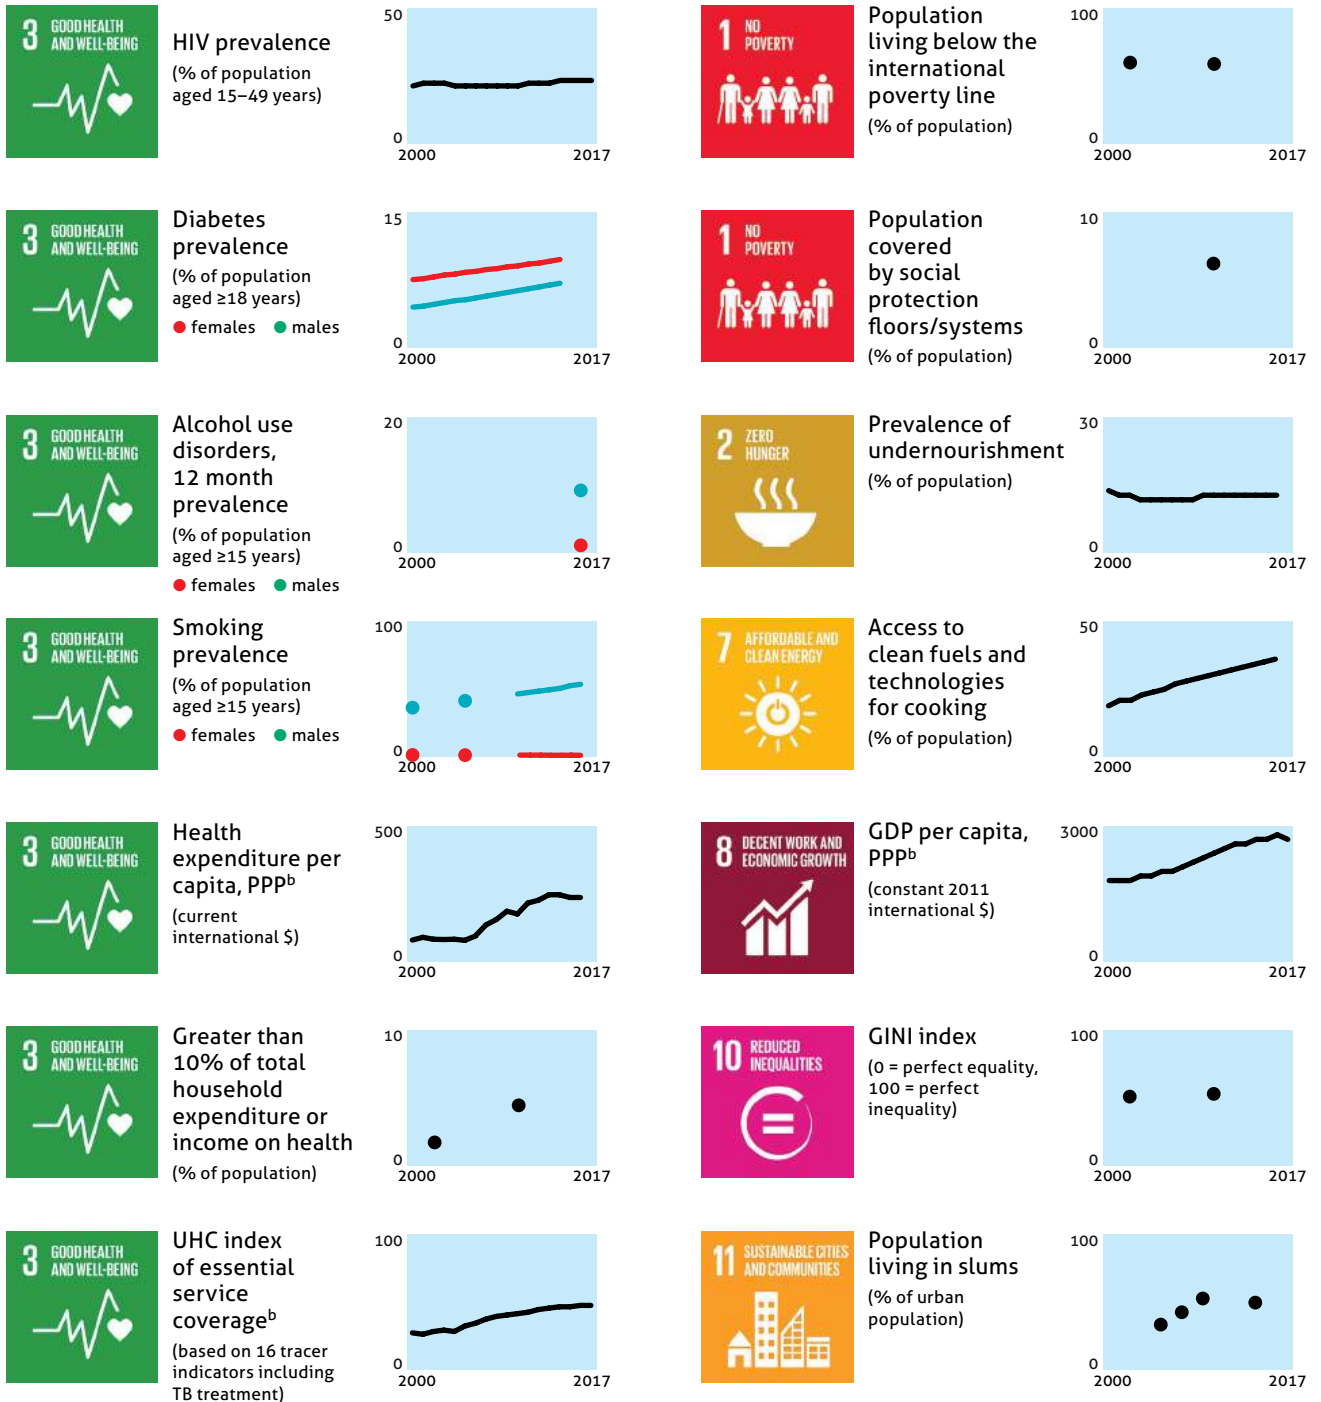 3 GOOD HEALTH
AND WELL-BEING
HIV prevalence
(% of population
aged 15–49 years)
50
0
2000 2017
3 GOOD HEALTH
AND WELL-BEING
Diabetes
prevalence
(% of population
aged ≥18 years)
females males
15
0
2000 2017
3 GOOD HEALTH
AND WELL-BEING
Alcohol use
disorders,
12 month
prevalence
(% of population
aged ≥15 years)
females males
20
0
2000 2017
3 GOOD HEALTH
AND WELL-BEING
Smoking
prevalence
(% of population
aged ≥15 years)
females males
100
0
2000 2017
3 GOOD HEALTH
AND WELL-BEING
Health
expenditure per
capita, PPPᵇ
(current
international $)
500
0
2000 2017
3 GOOD HEALTH
AND WELL-BEING
Greater than
10% of total
household
expenditure or
income on health
(% of population)
10
0
2000 2017
3 GOOD HEALTH
AND WELL-BEING
UHC index
of essential
service
coverageᵇ
(based on 16 tracer
indicators including
TB treatment)
100
0
2000 2017
1 NO
POVERTY
Population
living below the
international
poverty line
(% of population)
100
0
2000 2017
1 NO
POVERTY
Population
covered
by social
protection
floors/systems
(% of population)
10
0
2000 2017
2 ZERO
HUNGER
Prevalence of
undernourishment
(% of population)
30
0
2000 2017
7 AFFORDABLE AND
CLEAN ENERGY
Access to
clean fuels and
technologies
for cooking
(% of population)
50
0
2000 2017
8 DECENT WORK AND
ECONOMIC GROWTH
GDP per capita,
PPPᵇ
(constant 2011
international $)
3000
0
2000 2017
10 REDUCED
INEQUALITIES
GINI index
(0 = perfect equality,
100 = perfect
inequality)
100
0
2000 2017
11 SUSTAINABLE CITIES
AND COMMUNITIES
Population
living in slums
(% of urban
population)
100
0
2000 2017